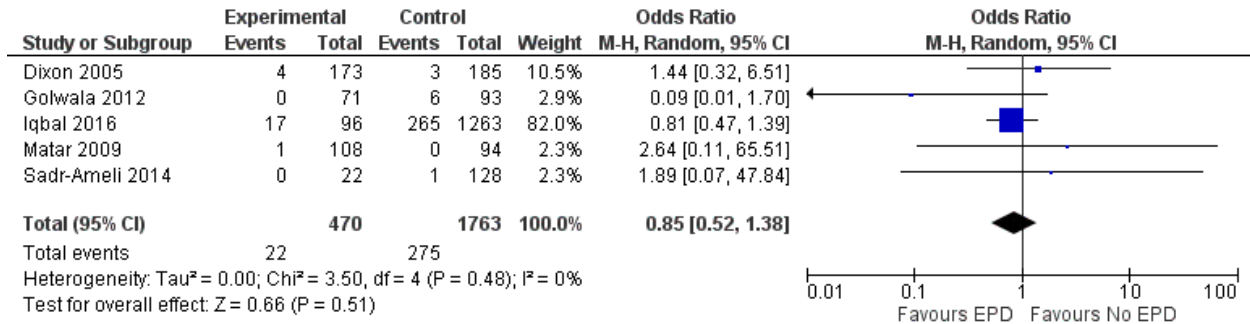 Experimental Control Odds Ratio Odds Ratio
Study or Subgroup Events Total Events Total Weight M-H, Random, 95% CI M-H, Random, 95% CI
Dixon 2005 4 173 3 185 10.5% 1.44 [0.32, 6.51]
Golwala 2012 0 71 6 93 2.9% 0.09 [0.01, 1.70]
Iqbal 2016 17 96 265 1263 82.0% 0.81 [0.47, 1.39]
Matar 2009 1 108 0 94 2.3% 2.64 [0.11, 65.51]
Sadr-Ameli 2014 0 22 1 128 2.3% 1.89 [0.07, 47.84]
Total (95% CI) 470 1763 100.0% 0.85 [0.52, 1.38]
Total events 22 275
Heterogeneity: Tau² = 0.00; Chi² = 3.50, df = 4 (P = 0.48); I² = 0%
Test for overall effect: Z = 0.66 (P = 0.51)
0.01 0.1 1 10 100
Favours EPD Favours No EPD